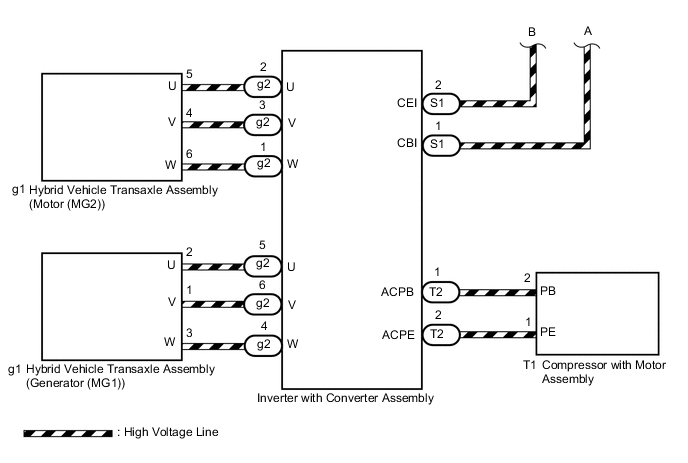 B A
5 2
U g2 U
4 3
V g2 V
6 1
W g2 W
g1 Hybrid Vehicle Transaxle Assembly
(Motor (MG2))
2
CEI S1
1
CBI S1
2 5
U g2 U
1 6
V g2 V
3 4
W g2 W
g1 Hybrid Vehicle Transaxle Assembly
(Generator (MG1))
1 2
ACPB T2 PB
2 1
ACPE T2 PE
T1 Compressor with Motor
Assembly
Inverter with Converter Assembly
: High Voltage Line